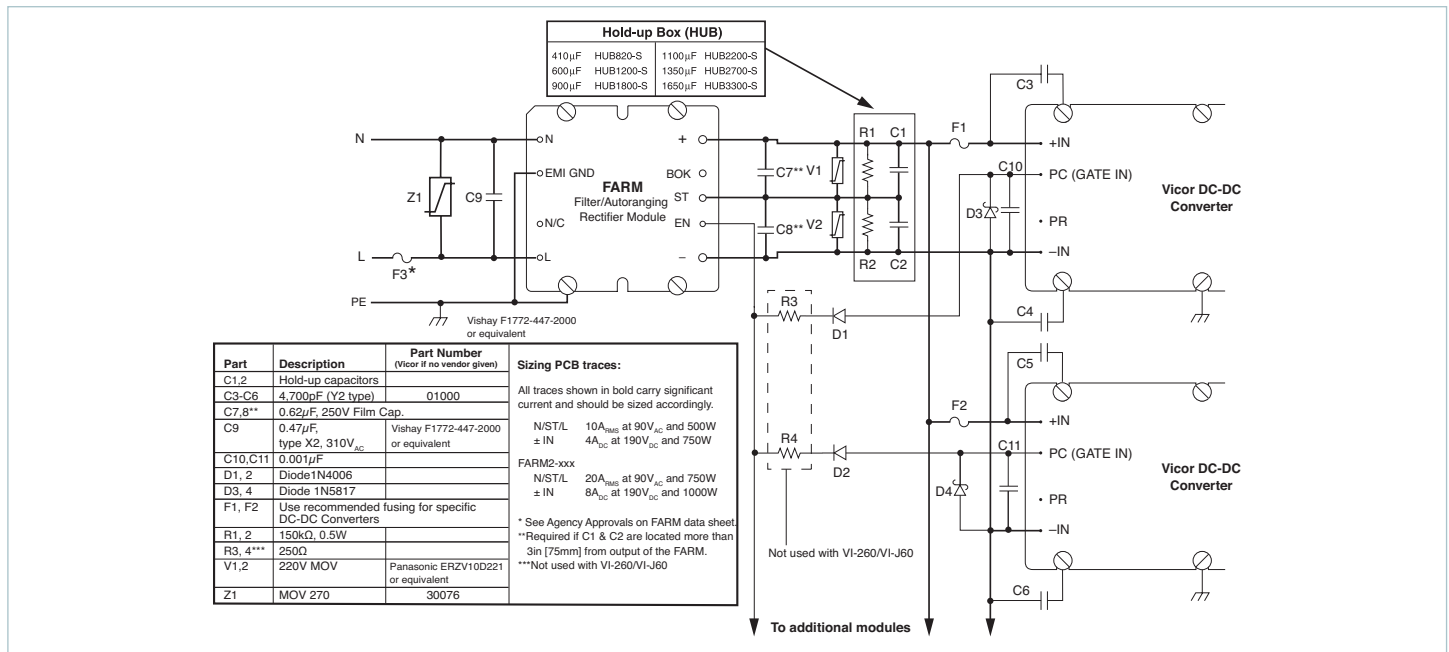 Hold-up Box (HUB)
410μF HUB820-S 1100μF HUB2200-S
600μF HUB1200-S 1350μF HUB2700-S
900μF HUB1800-S 1650μF HUB3300-S
C3
N
N
+
R1 C1
F1
+IN
EMI GND
BOK
C7** V1
C10
PC (GATE IN)
Z1
C9
FARM
Filter/Autoranging
Rectifier Module
ST
Vicor DC-DC
Converter
N/C
EN
C8** V2
D3
PR
L
L
–
R2 C2
–IN
F3*
PE
Vishay F1772-447-2000
or equivalent
R3
D1
C4
C5
F2
+IN
R4
D2
C11
PC (GATE IN)
Vicor DC-DC
Converter
D4
PR
–IN
Not used with VI-260/VI-J60
C6
To additional modules
Part Description Part Number
(Vicor if no vendor given)
C1,2 Hold-up capacitors
C3-C6 4,700pF (Y2 type) 01000
C7,8** 0.62μF, 250V Film Cap.
C9 0.47μF, Vishay F1772-447-2000
type X2, 310VAC or equivalent
C10,C11 0.001μF
D1, 2 Diode1N4006
D3, 4 Diode 1N5817
F1, F2 Use recommended fusing for specific
DC-DC Converters
R1, 2 150kΩ, 0.5W
R3, 4*** 250Ω
V1,2 220V MOV Panasonic ERZV10D221
or equivalent
Z1 MOV 270 30076
Sizing PCB traces:
All traces shown in bold carry significant
current and should be sized accordingly.
N/ST/L 10ARMS at 90VAC and 500W
± IN 4ADC at 190VDC and 750W
FARM2-xxx
N/ST/L 20ARMS at 90VAC and 750W
± IN 8ADC at 190VDC and 1000W
* See Agency Approvals on FARM data sheet.
**Required if C1 & C2 are located more than
3in [75mm] from output of the FARM.
***Not used with VI-260/VI-J60